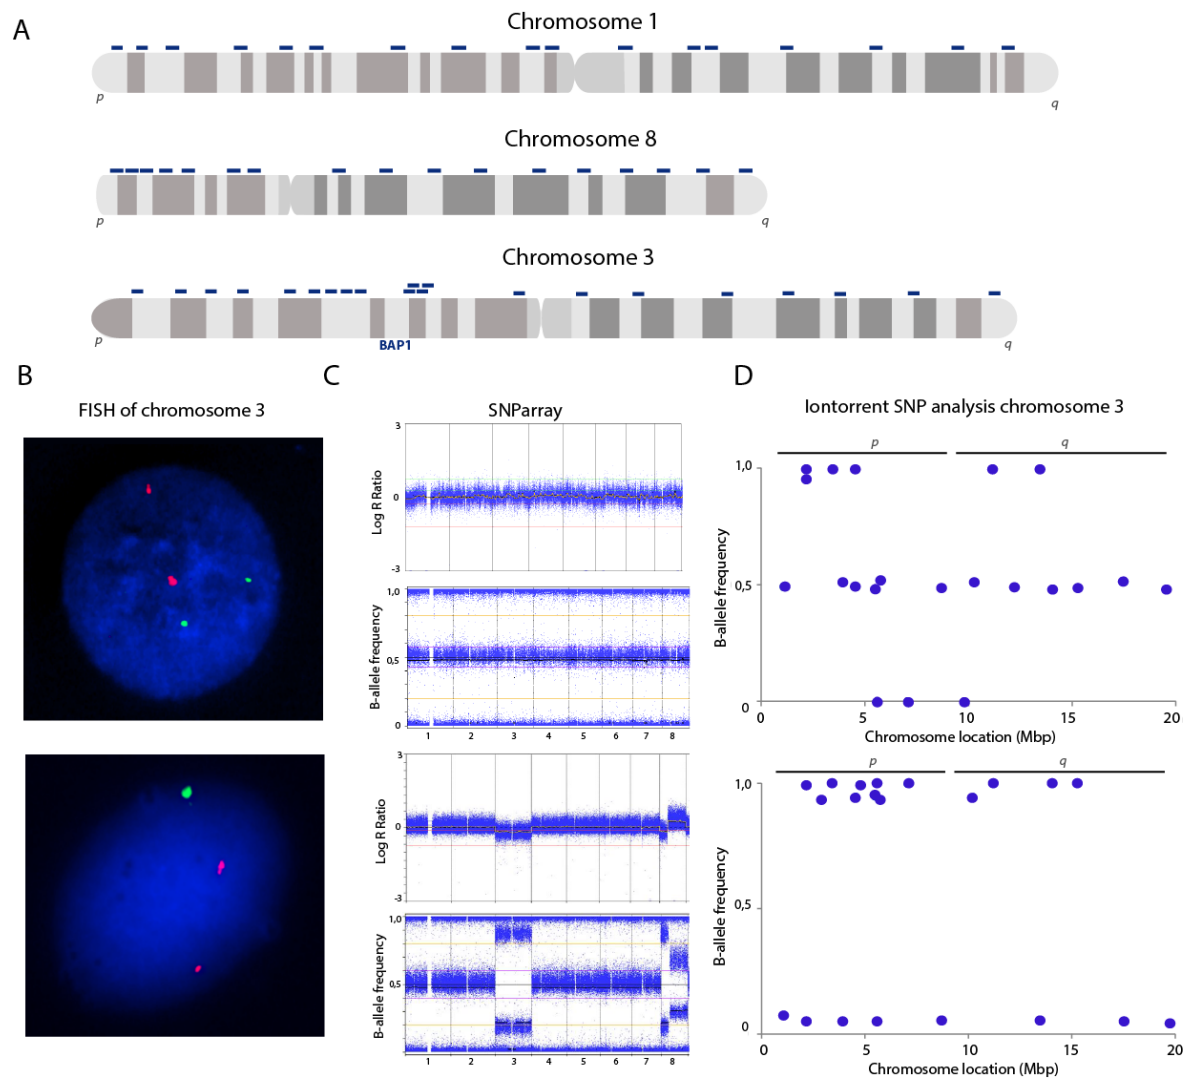 A
Chromosome 1
p
q
Chromosome 8
p
q
Chromosome 3
p
q
BAP1
B
FISH of chromosome 3
C
SNParray
3
Log R Ratio
0
-3
1,0
B-allele frequency
0,5
0
1 2 3 4 5 6 7 8
3
Log R Ratio
0
-3
1,0
B-allele frequency
0,5
0
1 2 3 4 5 6 7 8
D
Iontorrent SNP analysis chromosome 3
p q
1,0
B-allele frequency
0,5
0
0 5 10 15 20
Chromosome location (Mbp)
p q
1,0
B-allele frequency
0,5
0
0 5 10 15 20
Chromosome location (Mbp)